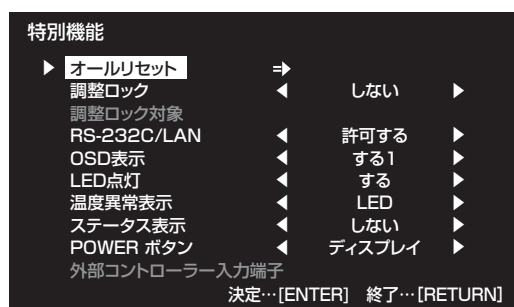 特別機能
▶ オールリセット ⇒
調整ロック ◀ しない ▶
調整ロック対象
RS-232C/LAN ◀ 許可する ▶
OSD表示 ◀ する1 ▶
LED点灯 ◀ する ▶
温度異常表示 ◀ LED ▶
ステータス表示 ◀ しない ▶
POWER ボタン ◀ ディスプレイ ▶
外部コントローラー入力端子
決定…[ENTER] 終了…[RETURN]